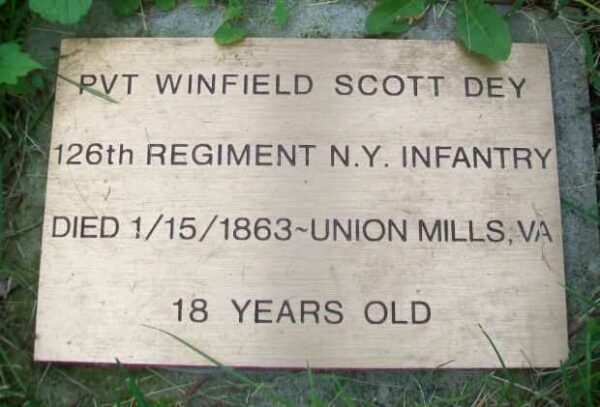 PVT WINFIELD SCOTT DEY
126th REGIMENT N.Y. INFANTRY
DIED 1/15/1863~UNION MILLS, VA
18 YEARS OLD